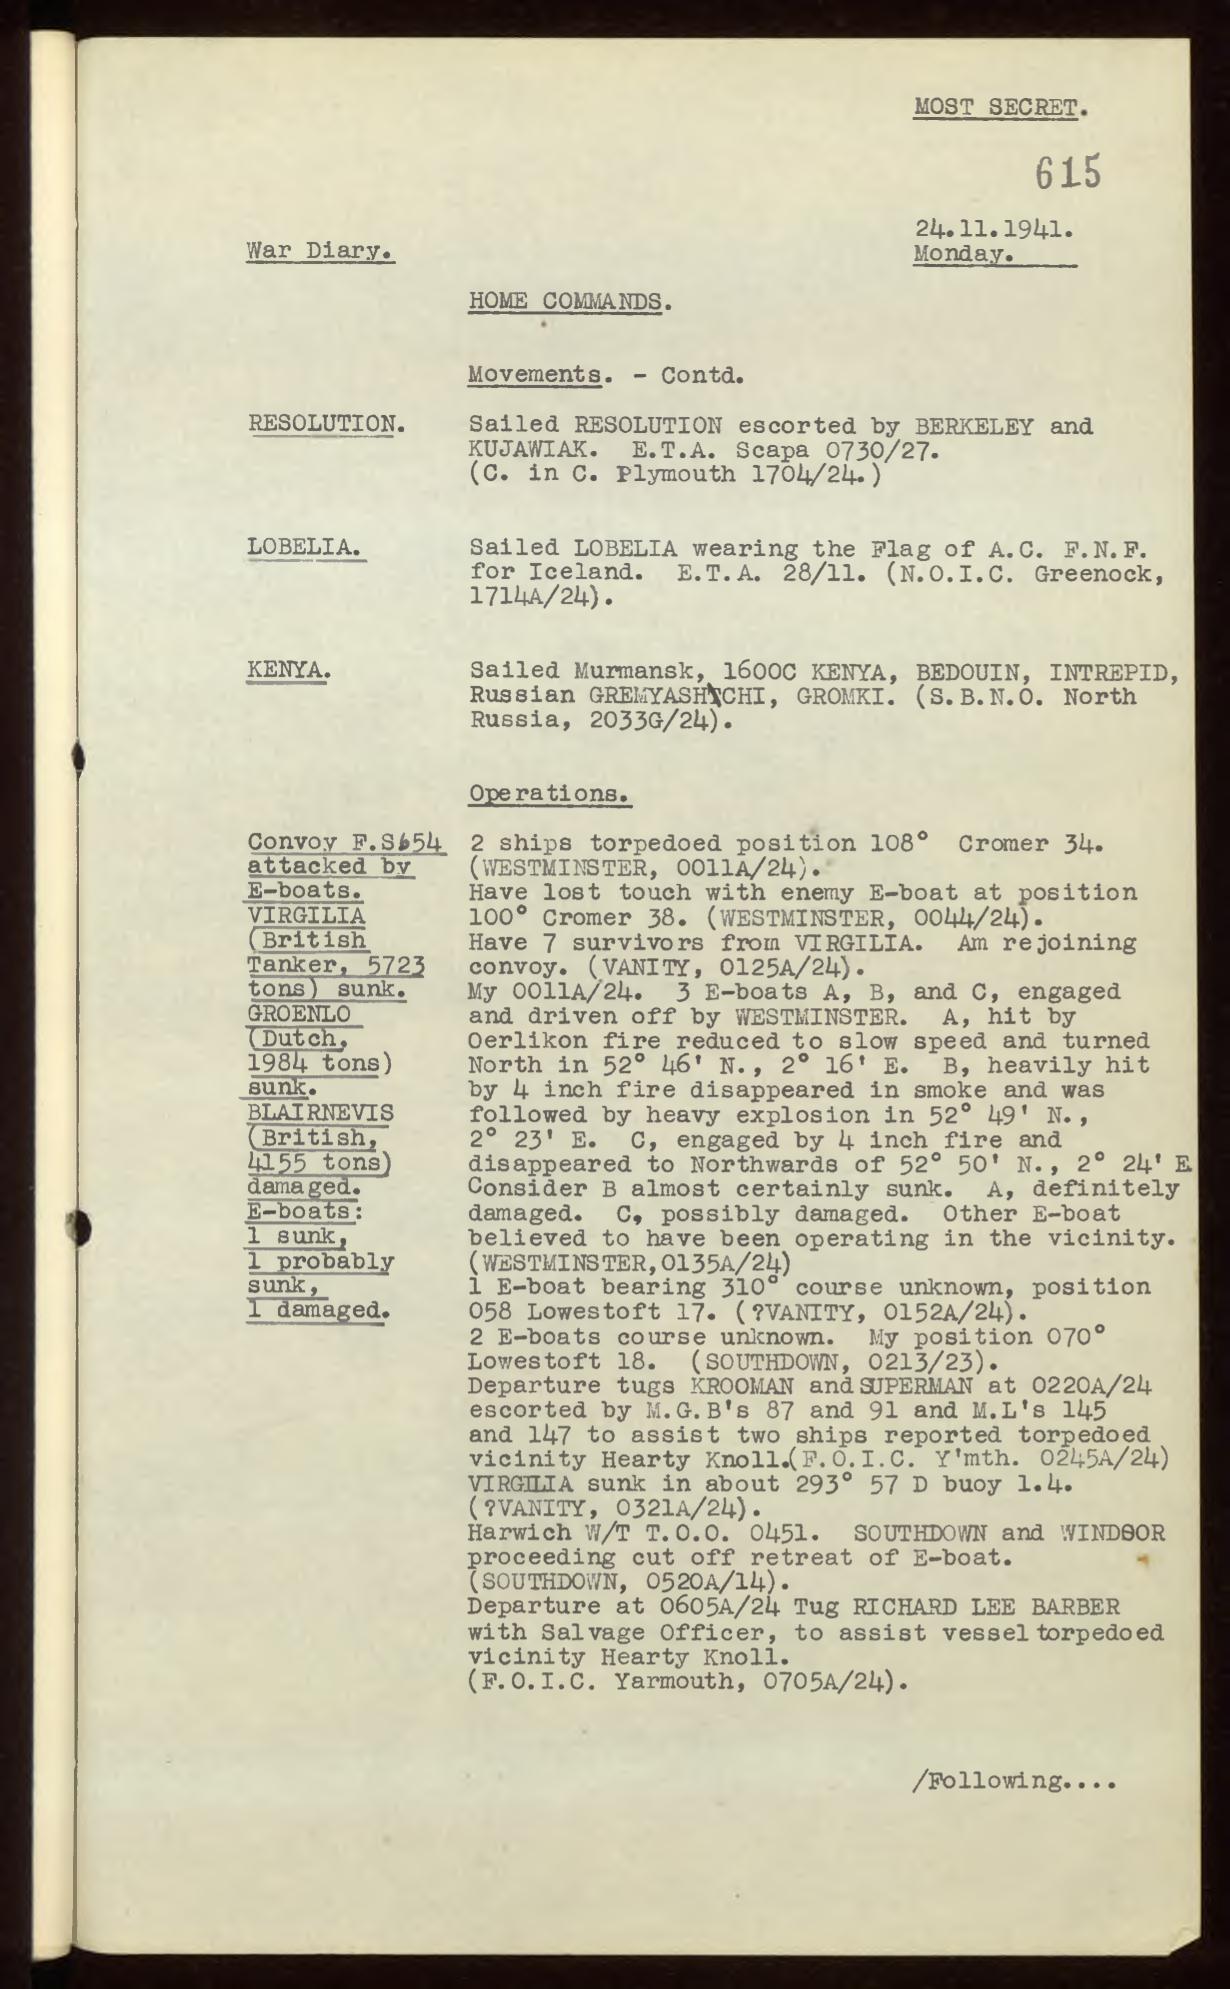 MOST SECRET.
615
24.11.1941.
Monday.
War Diary.
HOME COMMANDS.
Movements. - Contd.
RESOLUTION.
Sailed RESOLUTION escorted by BERKELEY and
KUJAWIAK. E.T.A. Scapa 0730/27.
(C. in C. Plymouth 1704/24.)
LOBELIA.
Sailed LOBELIA wearing the Flag of A.C. F.N.F.
for Iceland. E.T.A. 28/11. (N.O.I.C. Greenock,
1714A/24).
KENYA.
Sailed Murmansk, 1600C KENYA, BEDOUIN, INTREPID,
Russian GREMYASHTCHI, GROMKI. (S.B.N.O. North
Russia, 2033G/24).
Operations.
Convoy F.S654
attacked by
E-boats.
VIRGILIA
(British
Tanker, 5723
tons) sunk.
GROENLO
(Dutch,
1984 tons)
sunk.
BLAIRNEVIS
(British,
4155 tons)
damaged.
E-boats:
1 sunk,
1 probably
sunk,
1 damaged.
2 ships torpedoed position 108° Cromer 34.
(WESTMINSTER, 0011A/24).
Have lost touch with enemy E-boat at position
100° Cromer 38. (WESTMINSTER, 0044/24).
Have 7 survivors from VIRGILIA. Am rejoining
convoy. (VANITY, 0125A/24).
My 0011A/24. 3 E-boats A, B, and C, engaged
and driven off by WESTMINSTER. A, hit by
Oerlikon fire reduced to slow speed and turned
North in 52° 46' N., 2° 16' E. B, heavily hit
by 4 inch fire disappeared in smoke and was
followed by heavy explosion in 52° 49' N.,
2° 23' E. C, engaged by 4 inch fire and
disappeared to Northwards of 52° 50' N., 2° 24' E
Consider B almost certainly sunk. A, definitely
damaged. C, possibly damaged. Other E-boat
believed to have been operating in the vicinity.
(WESTMINSTER,0135A/24)
1 E-boat bearing 310° course unknown, position
058 Lowestoft 17. (?VANITY, 0152A/24).
2 E-boats course unknown. My position 070°
Lowestoft 18. (SOUTHDOWN, 0213/23).
Departure tugs KROOMAN and SUPERMAN at 0220A/24
escorted by M.G.B's 87 and 91 and M.L's 145
and 147 to assist two ships reported torpedoed
vicinity Hearty Knoll.(F.O.I.C. Y'mth. 0245A/24)
VIRGILIA sunk in about 293° 57 D buoy 1.4.
(?VANITY, 0321A/24).
Harwich W/T T.O.O. 0451. SOUTHDOWN and WINDSOR
proceeding cut off retreat of E-boat.
(SOUTHDOWN, 0520A/14).
Departure at 0605A/24 Tug RICHARD LEE BARBER
with Salvage Officer, to assist vessel torpedoed
vicinity Hearty Knoll.
(F.O.I.C. Yarmouth, 0705A/24).
/Following....